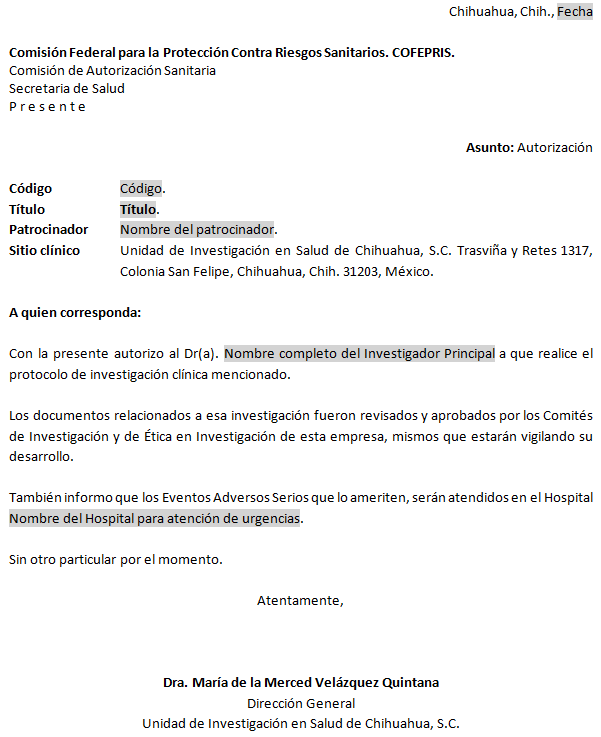 Chihuahua, Chih., Fecha
Comisión Federal para la Protección Contra Riesgos Sanitarios. COFEPRIS.
Comisión de Autorización Sanitaria
Secretaria de Salud
P r e s e n t e
Asunto: Autorización
Código Código.
Título Título.
Patrocinador Nombre del patrocinador.
Sitio clínico Unidad de Investigación en Salud de Chihuahua, S.C. Trasviña y Retes 1317,
Colonia San Felipe, Chihuahua, Chih. 31203, México.
A quien corresponda:
Con la presente autorizo al Dr(a). Nombre completo del Investigador Principal a que realice el
protocolo de investigación clínica mencionado.
Los documentos relacionados a esa investigación fueron revisados y aprobados por los Comités
de Investigación y de Ética en Investigación de esta empresa, mismos que estarán vigilando su
desarrollo.
También informo que los Eventos Adversos Serios que lo ameriten, serán atendidos en el Hospital
Nombre del Hospital para atención de urgencias.
Sin otro particular por el momento.
Atentamente,
Dra. María de la Merced Velázquez Quintana
Dirección General
Unidad de Investigación en Salud de Chihuahua, S.C.